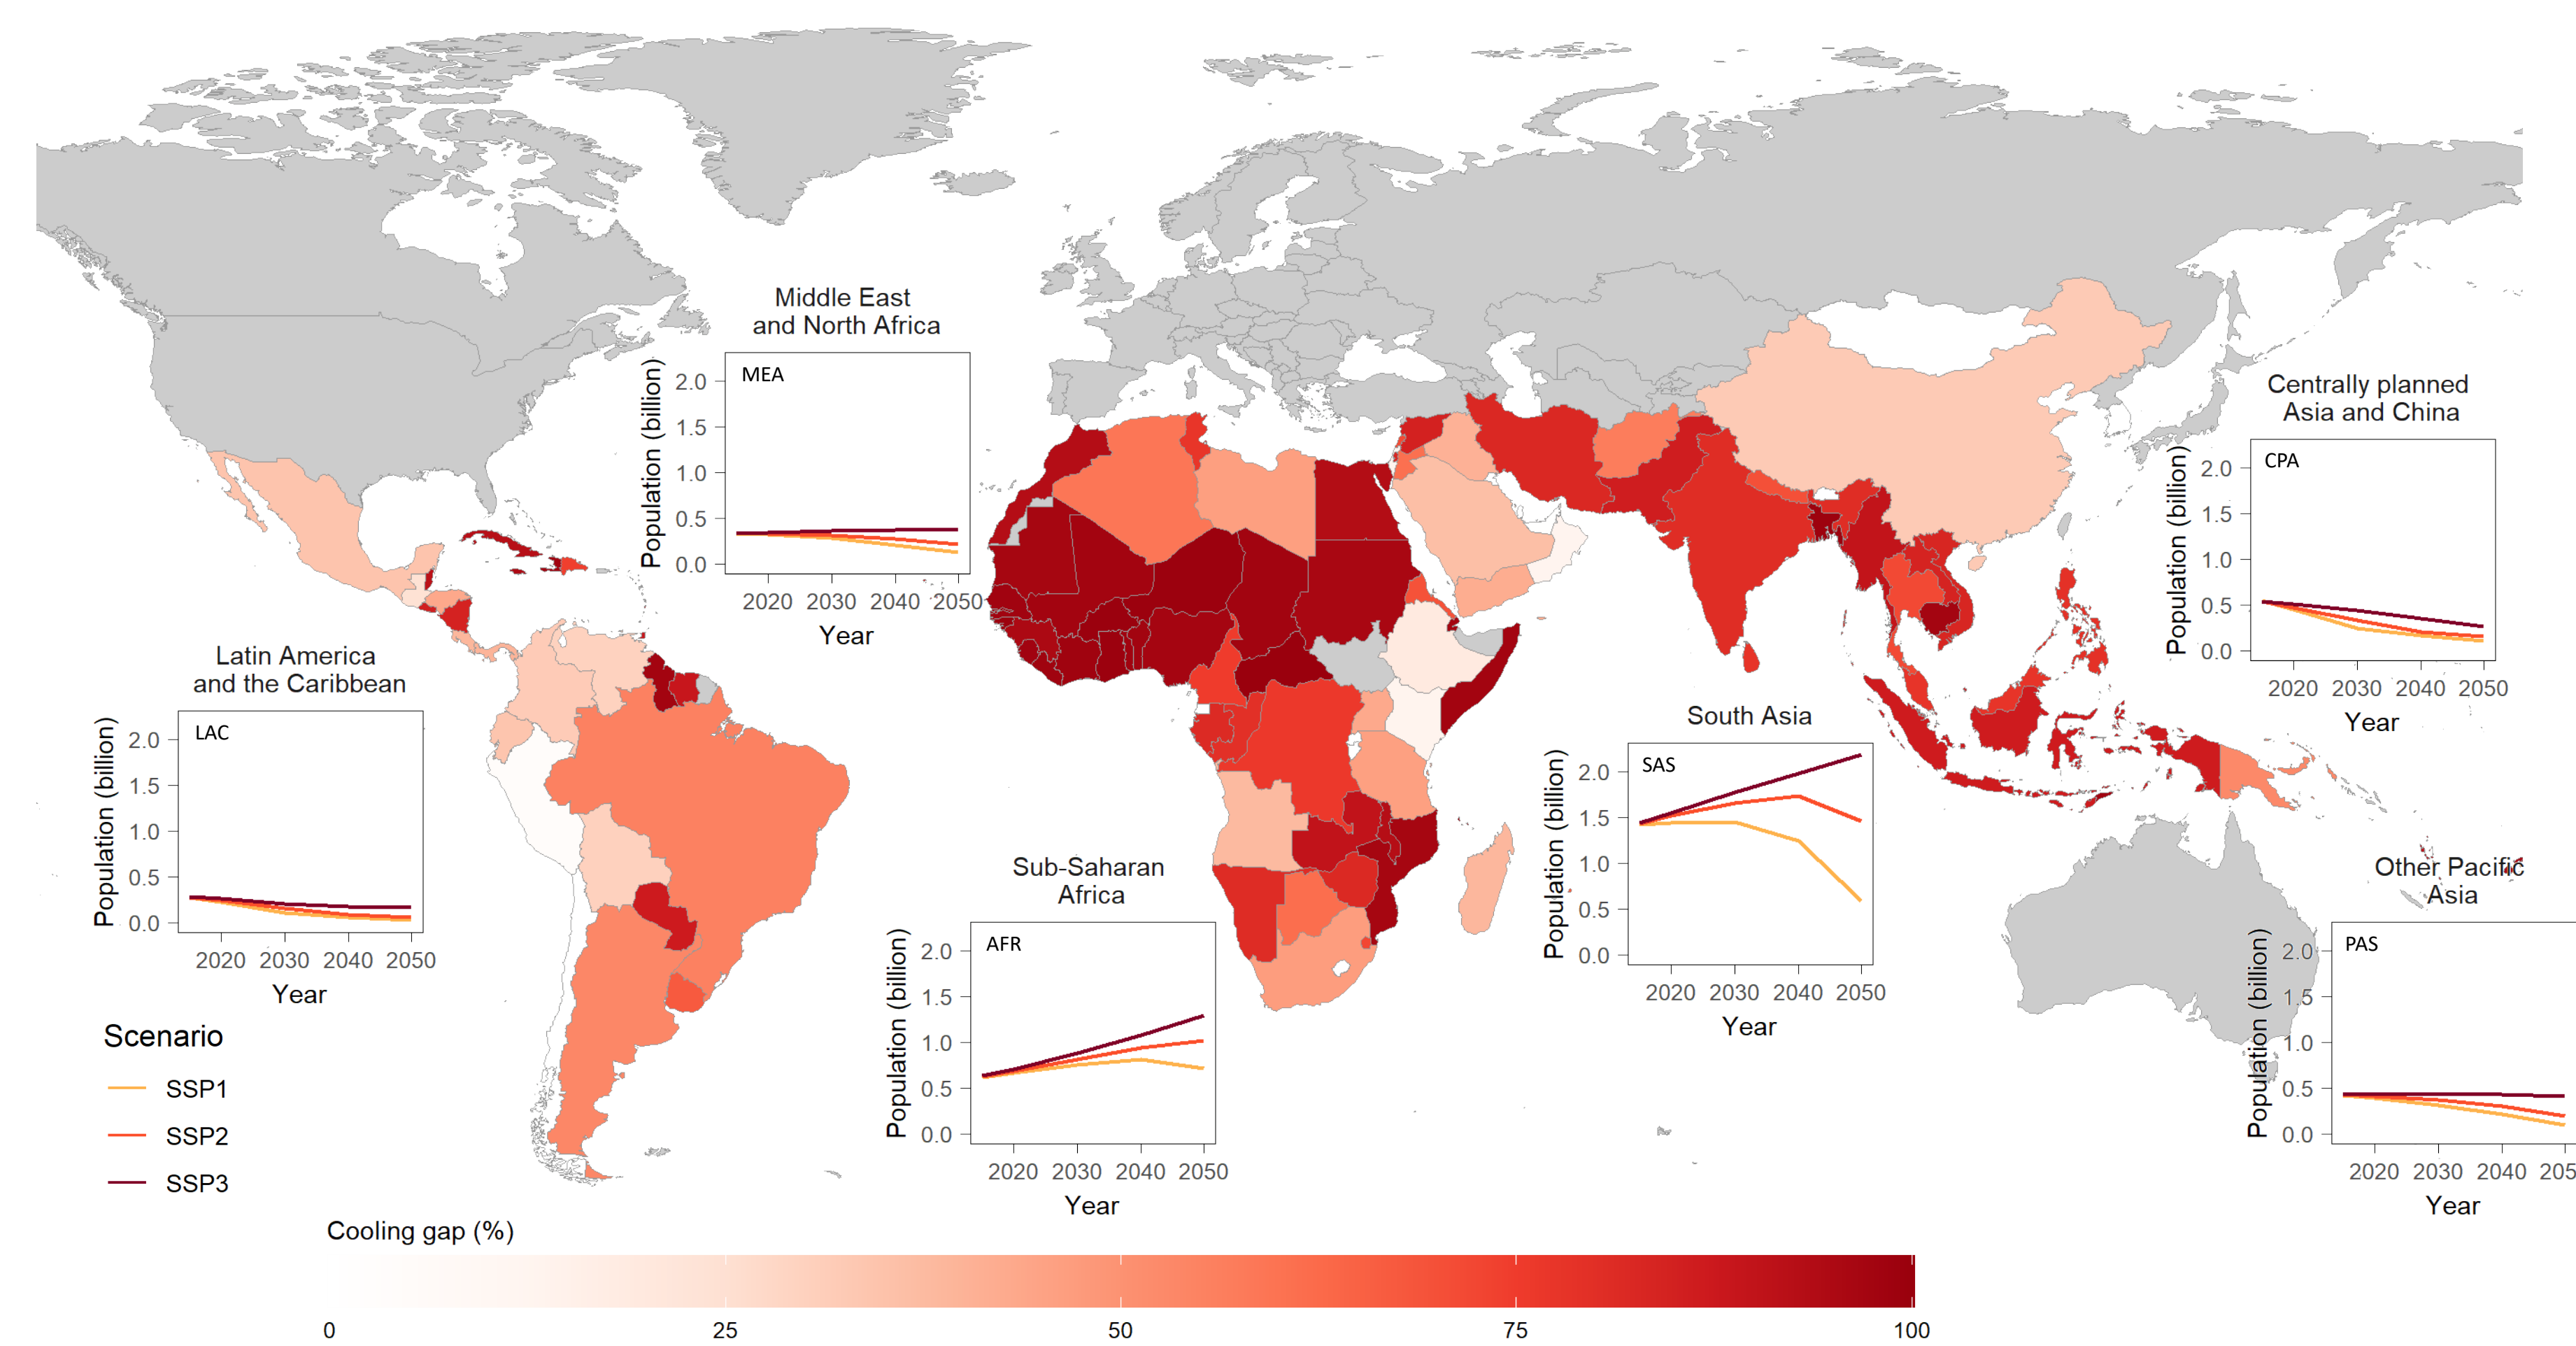 Middle East
and North Africa
MEA
Population (billion)
2.0
1.5
1.0
0.5
0.0
2020 2030 2040 2050
Year
Centrally planned
Asia and China
CPA
Population (billion)
2.0
1.5
1.0
0.5
0.0
2020 2030 2040 2050
Year
Latin America
and the Caribbean
LAC
Population (billion)
2.0
1.5
1.0
0.5
0.0
2020 2030 2040 2050
Year
South Asia
SAS
Population (billion)
2.0
1.5
1.0
0.5
0.0
2020 2030 2040 2050
Year
Sub-Saharan
Africa
AFR
Population (billion)
2.0
1.5
1.0
0.5
0.0
2020 2030 2040 2050
Year
Other Pacific
Asia
PAS
Population (billion)
2.0
1.5
1.0
0.5
0.0
2020 2030 2040 205
Year
Scenario
SSP1
SSP2
SSP3
Cooling gap (%)
0 25 50 75 100